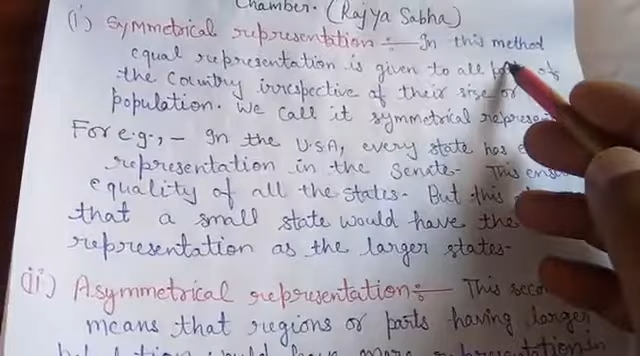 Chamber. (Rajya Sabha)
(i) Symmetrical representation :- In this method
equal representation is given to all of
the Country irrespective of their size or
population. We call it symmetrical
For e.g., - In the U.S.A, every state has
representation in the Senate. This
equality of all the states. But this
that a small state would have the
representation as the larger states.
(ii) Asymmetrical representation :- This
means that regions or parts having larger